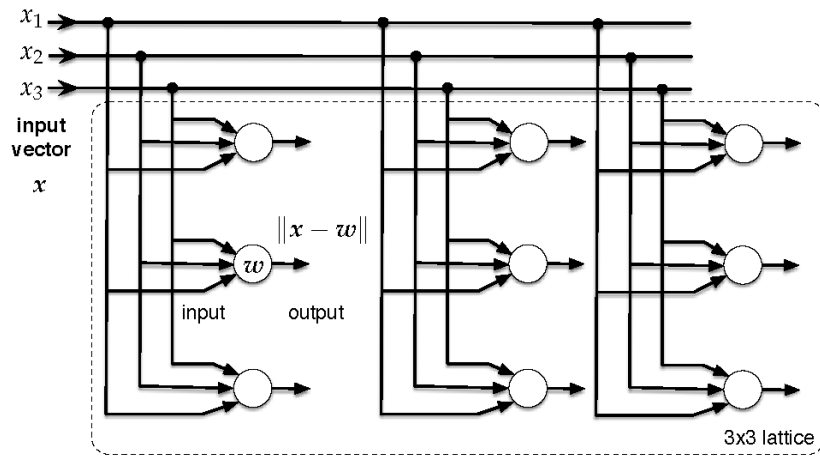 x1
x2
x3
input
vector
x
‖x − w‖
w
input output
3x3 lattice